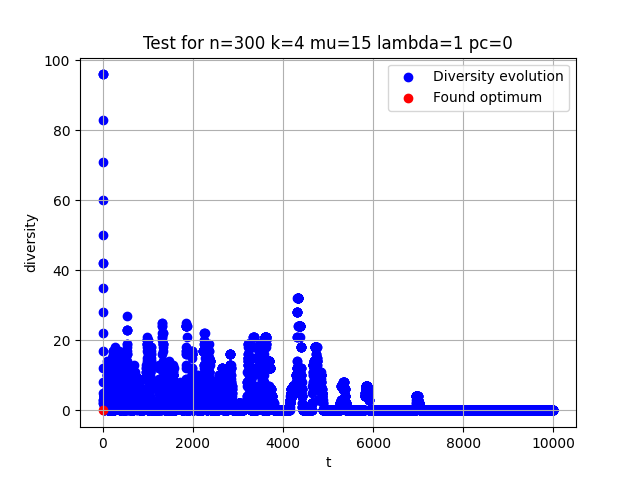 Test for n=300 k=4 mu=15 lambda=1 pc=0
Diversity evolution
Found optimum
diversity
100
80
60
40
20
0
0 2000 4000 6000 8000 10000
t